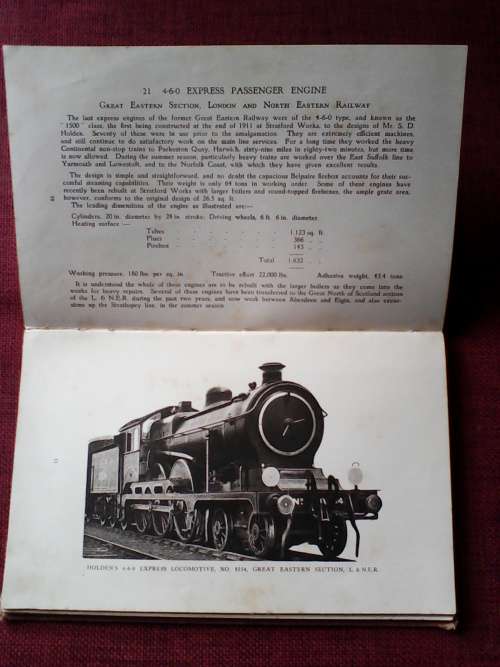 21 4-6-0 EXPRESS PASSENGER ENGINE
GREAT EASTERN SECTION, LONDON AND NORTH EASTERN RAILWAY
The last express engines of the former Great Eastern Railway were of the 4-6-0 type, and known as the
"1500" class, the first being constructed at the end of 1911 at Stratford Works, to the designs of Mr. S. D.
Holden. Seventy of these were in use prior to the amalgamation. They are extremely efficient machines,
and still continue to do satisfactory work on the main line services. For a long time they worked the heavy
Continental non-stop trains to Parkeston Quay, Harwich, sixty-nine miles in eighty-two minutes, but more time
is now allowed. During the summer season, particularly heavy trains are worked over the East Suffolk line to
Yarmouth and Lowestoft, and to the Norfolk Coast, with which they have given excellent results.
The design is simple and straightforward, and no doubt the capacious Belpaire firebox accounts for their suc-
cessful steaming capabilities. Their weight is only 64 tons in working order. Some of these engines have
recently been rebuilt at Stratford Works with larger boilers and round-topped fireboxes, the ample grate area,
however, conforms to the original design of 26.5 sq. ft.
The leading dimensions of the engine as illustrated are:—
Cylinders, 20 in. diameter by 28 in. stroke. Driving wheels, 6 ft. 6 in. diameter.
Heating surface :—
Tubes 1,123 sq. ft.
Flues 366 ..
Firebox 143 ..
Total 1,632 ..
Working pressure, 180 lbs. per sq. in. Tractive effort 22,000 lbs. Adhesive weight, 43.4 tons
It is understood the whole of these engines are to be rebuilt with the larger boilers as they come into the
works for heavy repairs. Several of these engines have been transferred to the Great North of Scotland section
of the L. & N.E.R. during the past two years, and now work between Aberdeen and Elgin, and also some-
times up the Strathspey line, in the summer season.
HOLDEN'S 4-6-0 EXPRESS LOCOMOTIVE, NO. 8554, GREAT EASTERN SECTION, L. & N.E.R.